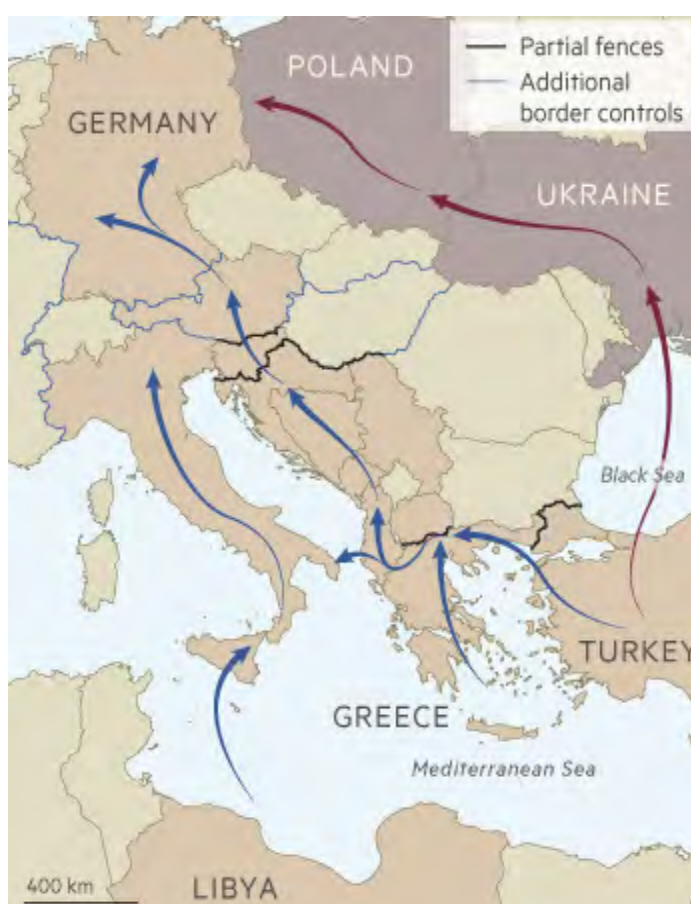 POLAND
Partial fences
Additional
border controls
GERMANY
UKRAINE
Black Sea
TURKEY
GREECE
Mediterranean Sea
400 km
LIBYA